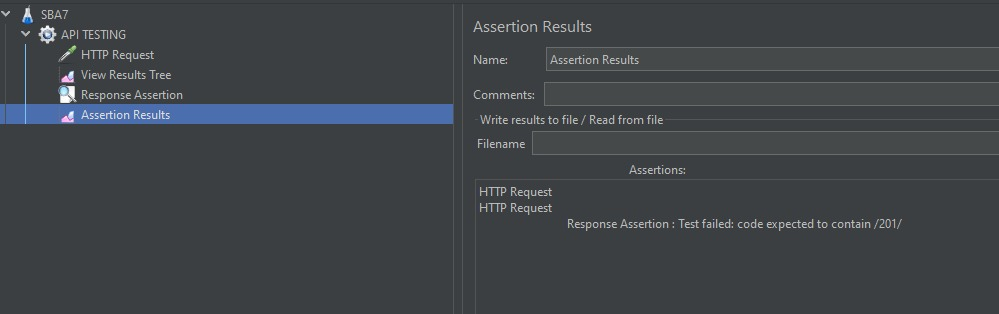 SBA7
API TESTING
HTTP Request
View Results Tree
Response Assertion
Assertion Results
Assertion Results
Name: Assertion Results
Comments:
Write results to file / Read from file
Filename
Assertions:
HTTP Request
HTTP Request
Response Assertion : Test failed: code expected to contain /201/